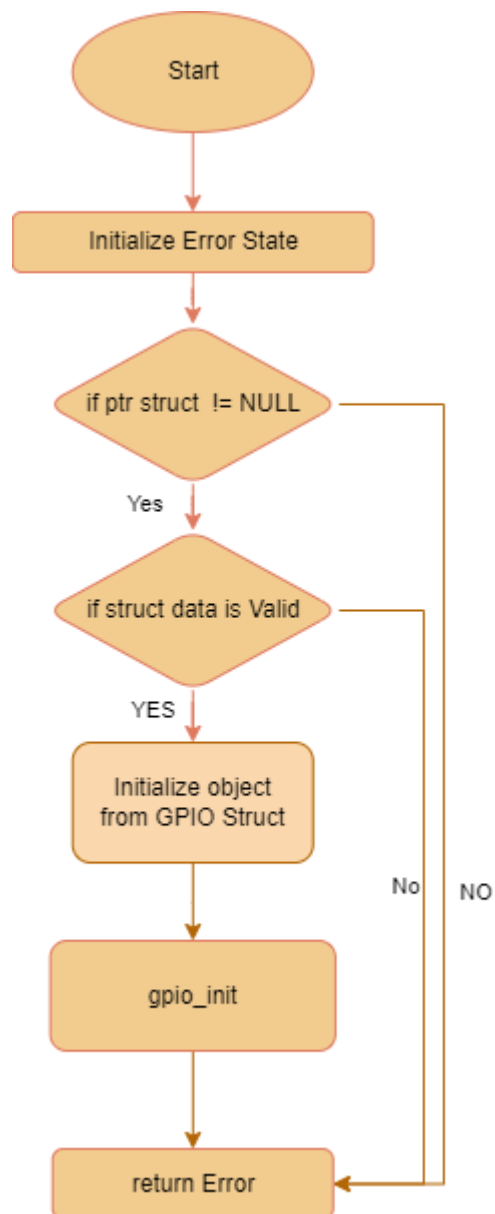 Start
Initialize Error State
if ptr struct != NULL
Yes
if struct data is Valid
YES
Initialize object
from GPIO Struct
No
NO
gpio_init
return Error